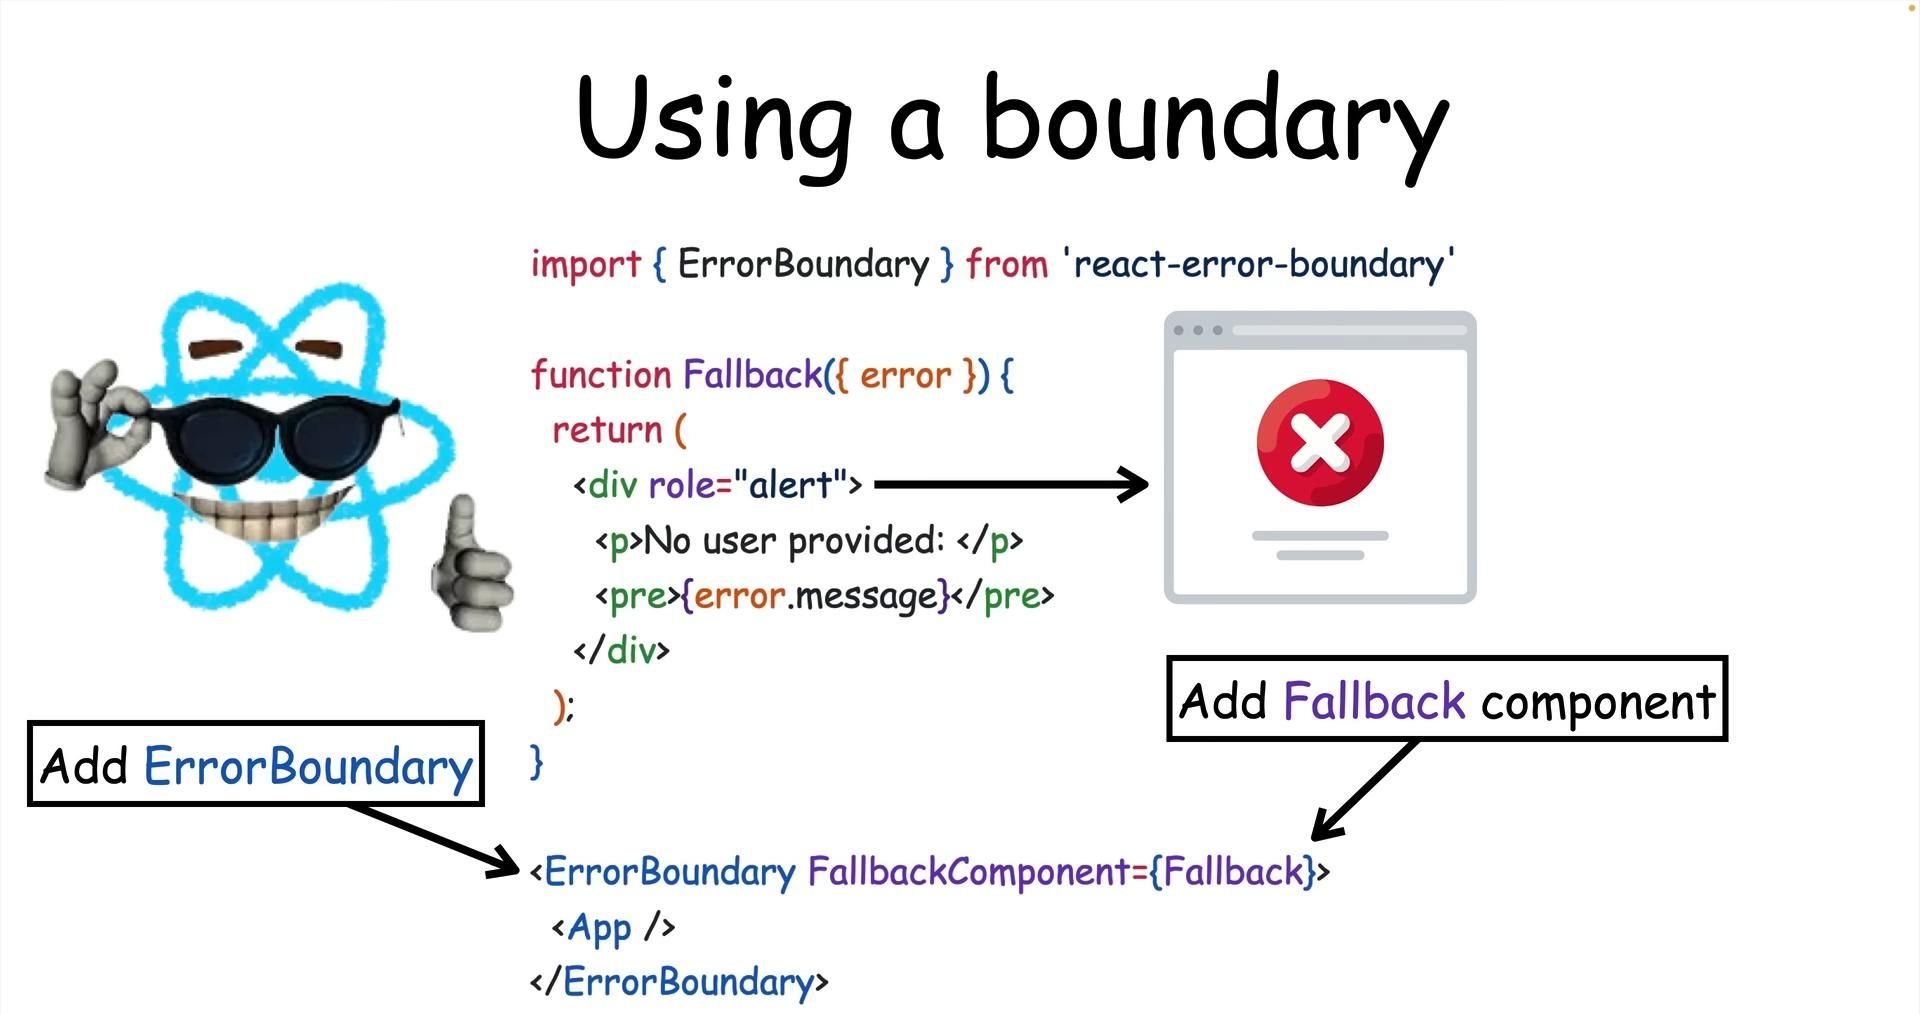 Using a boundary
import { ErrorBoundary } from 'react-error-boundary'
function Fallback({ error }) {
return (
<div role="alert">
<p>No user provided: </p>
<pre>{error.message}</pre>
</div>
);
}
Add Fallback component
Add ErrorBoundary
<ErrorBoundary FallbackComponent={Fallback}>
<App />
</ErrorBoundary>